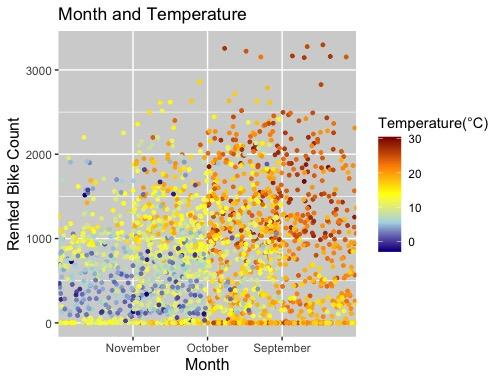 Month and Temperature
Rented Bike Count
3000
2000
1000
0
November October September
Month
Temperature(°C)
30
20
10
0